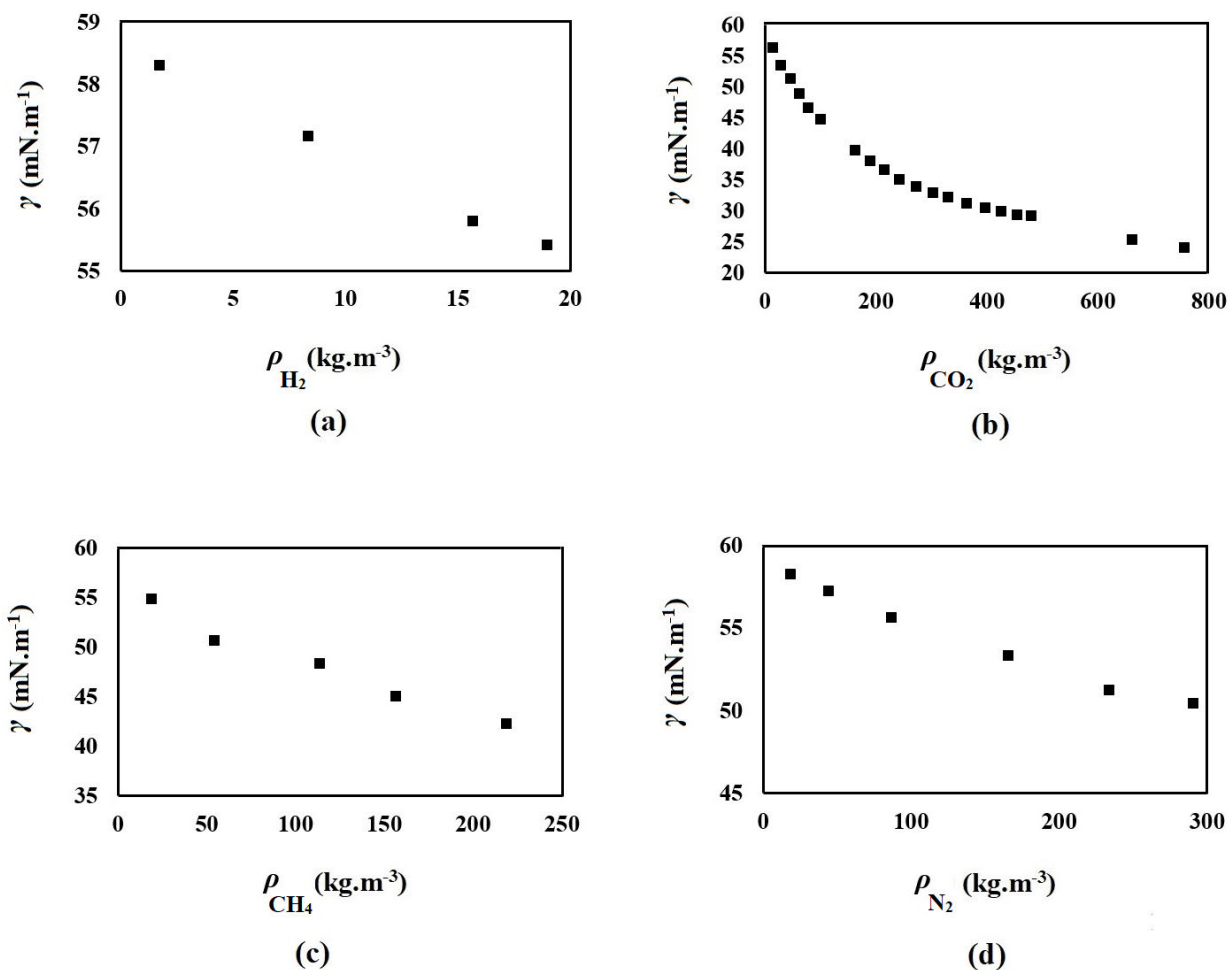 59
58
57
56
55
γ (mN.m-1)
0 5 10 15 20
ρH2 (kg.m-3)
(a)
60
55
50
45
40
35
30
25
20
γ (mN.m-1)
0 200 400 600 800
ρCO2 (kg.m-3)
(b)
60
55
50
45
40
35
γ (mN.m-1)
0 50 100 150 200 250
ρCH4 (kg.m-3)
(c)
60
55
50
45
γ (mN.m-1)
0 100 200 300
ρN2 (kg.m-3)
(d)